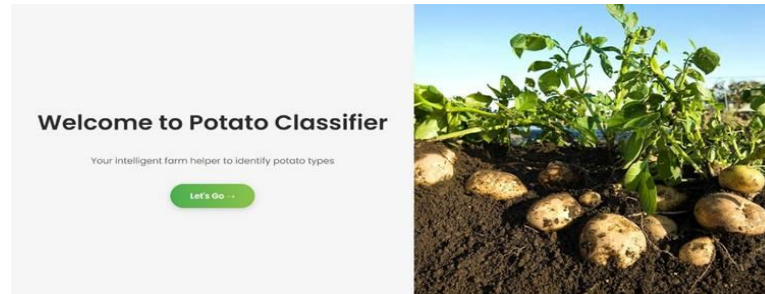 Welcome to Potato Classifier
Your intelligent farm helper to identify potato types
Let's Go →